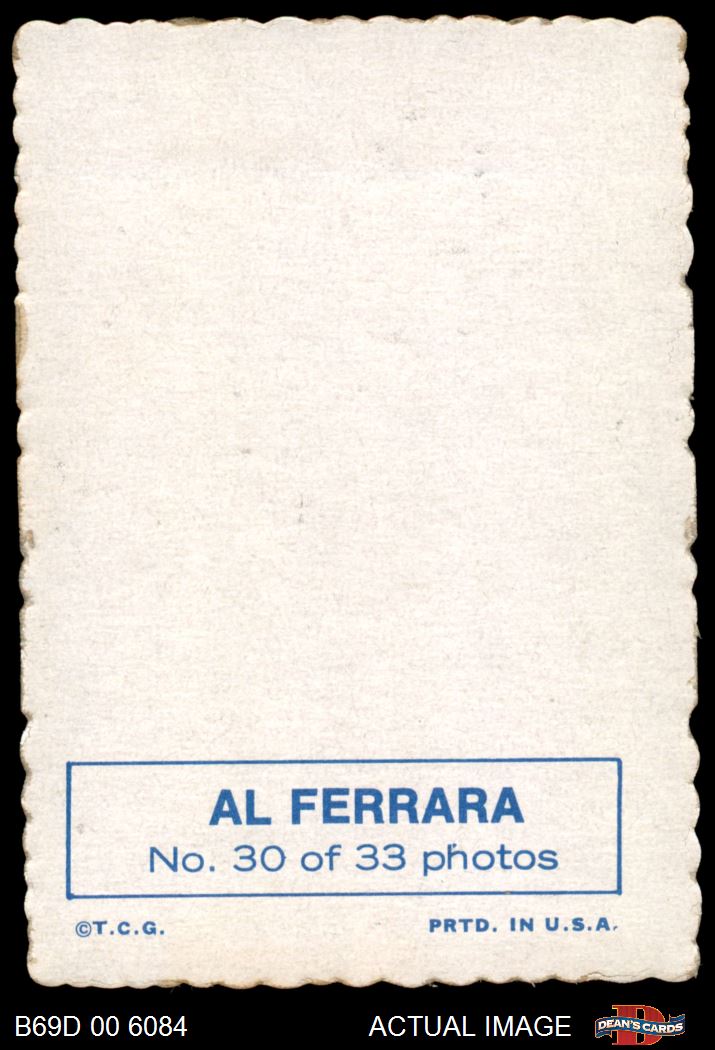 AL FERRARA
No. 30 of 33 photos
©T.C.G.
PRTD. IN U.S.A.
B69D 00 6084
ACTUAL IMAGE
DEAN'S CARDS